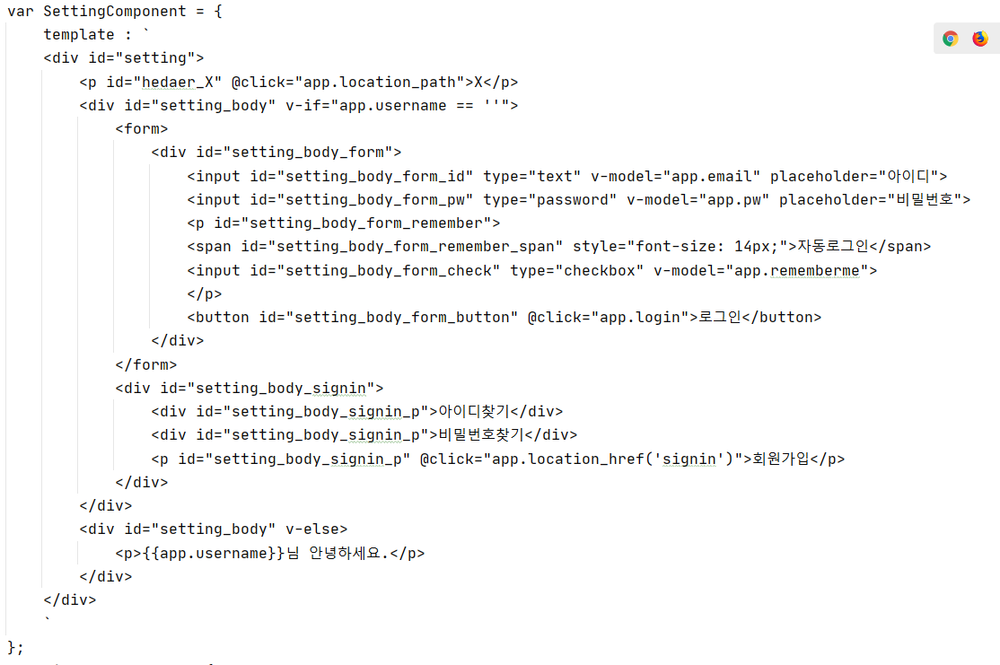 var SettingComponent = {
    template : `
    <div id="setting">
        <p id="hedaer_X" @click="app.location_path">X</p>
        <div id="setting_body" v-if="app.username == ''">
            <form>
                <div id="setting_body_form">
                    <input id="setting_body_form_id" type="text" v-model="app.email" placeholder="아이디">
                    <input id="setting_body_form_pw" type="password" v-model="app.pw" placeholder="비밀번호">
                    <p id="setting_body_form_remember">
                    <span id="setting_body_form_remember_span" style="font-size: 14px;">자동로그인</span>
                    <input id="setting_body_form_check" type="checkbox" v-model="app.rememberme">
                    </p>
                    <button id="setting_body_form_button" @click="app.login">로그인</button>
                </div>
            </form>
            <div id="setting_body_signin">
                <div id="setting_body_signin_p">아이디찾기</div>
                <div id="setting_body_signin_p">비밀번호찾기</div>
                <p id="setting_body_signin_p" @click="app.location_href('signin')">회원가입</p>
            </div>
        </div>
        <div id="setting_body" v-else>
            <p>{{app.username}}님 안녕하세요.</p>
        </div>
    </div>
    `
};